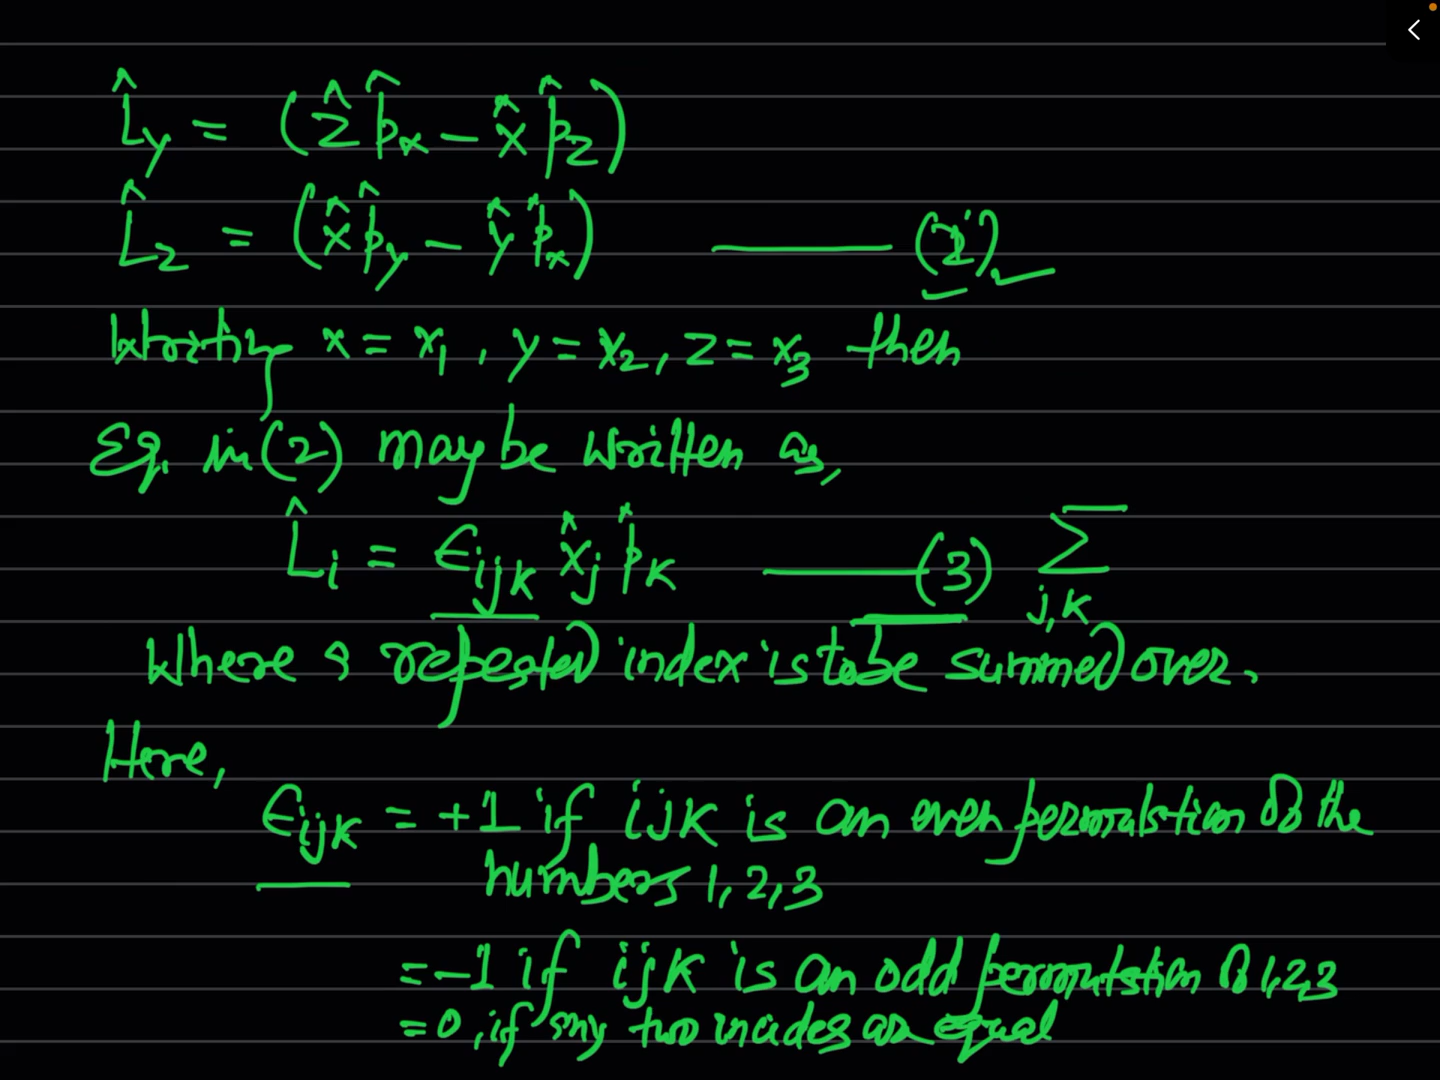 L̂y = (ẑ p̂x − x̂ p̂z)
L̂z = (x̂ p̂y − ŷ p̂x) —— (2)
Writing x = x₁, y = x₂, z = x₃ then
Eq. in (2) may be written as,
L̂i = ϵijk x̂j p̂k —— (3) Σ j,k
Where a repeated index is to be summed over.
Here,
ϵijk = +1 if ijk is an even permutation of the
numbers 1, 2, 3
= −1 if ijk is an odd permutation of 1,2,3
= 0, if any two indes are equal